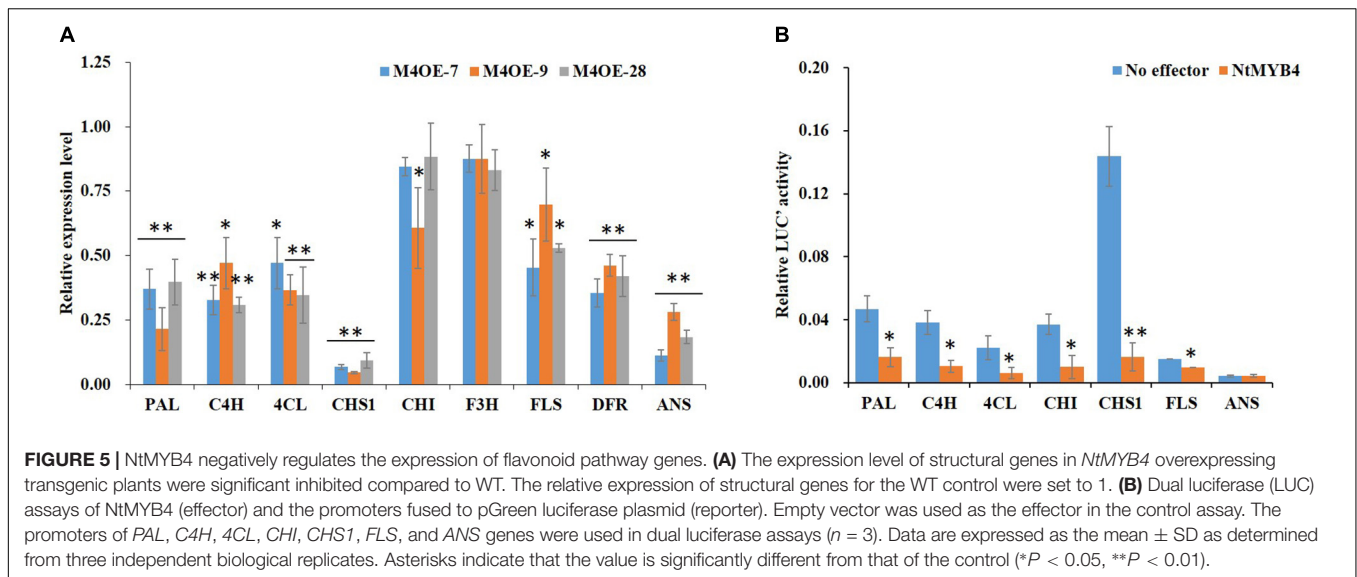 A
1.25
1.00
0.75
0.50
0.25
0.00
Relative expression level
M4OE-7 M4OE-9 M4OE-28
** ** * ** * ** ** * * * * ** **
PAL C4H 4CL CHS1 CHI F3H FLS DFR ANS
B
0.20
0.16
0.12
0.08
0.04
0.00
Relative LUC' activity
No effector NtMYB4
* * * * ** *
PAL C4H 4CL CHI CHS1 FLS ANS
FIGURE 5 | NtMYB4 negatively regulates the expression of flavonoid pathway genes. (A) The expression level of structural genes in NtMYB4 overexpressing
transgenic plants were significant inhibited compared to WT. The relative expression of structural genes for the WT control were set to 1. (B) Dual luciferase (LUC)
assays of NtMYB4 (effector) and the promoters fused to pGreen luciferase plasmid (reporter). Empty vector was used as the effector in the control assay. The
promoters of PAL, C4H, 4CL, CHI, CHS1, FLS, and ANS genes were used in dual luciferase assays (n = 3). Data are expressed as the mean ± SD as determined
from three independent biological replicates. Asterisks indicate that the value is significantly different from that of the control (*P < 0.05, **P < 0.01).